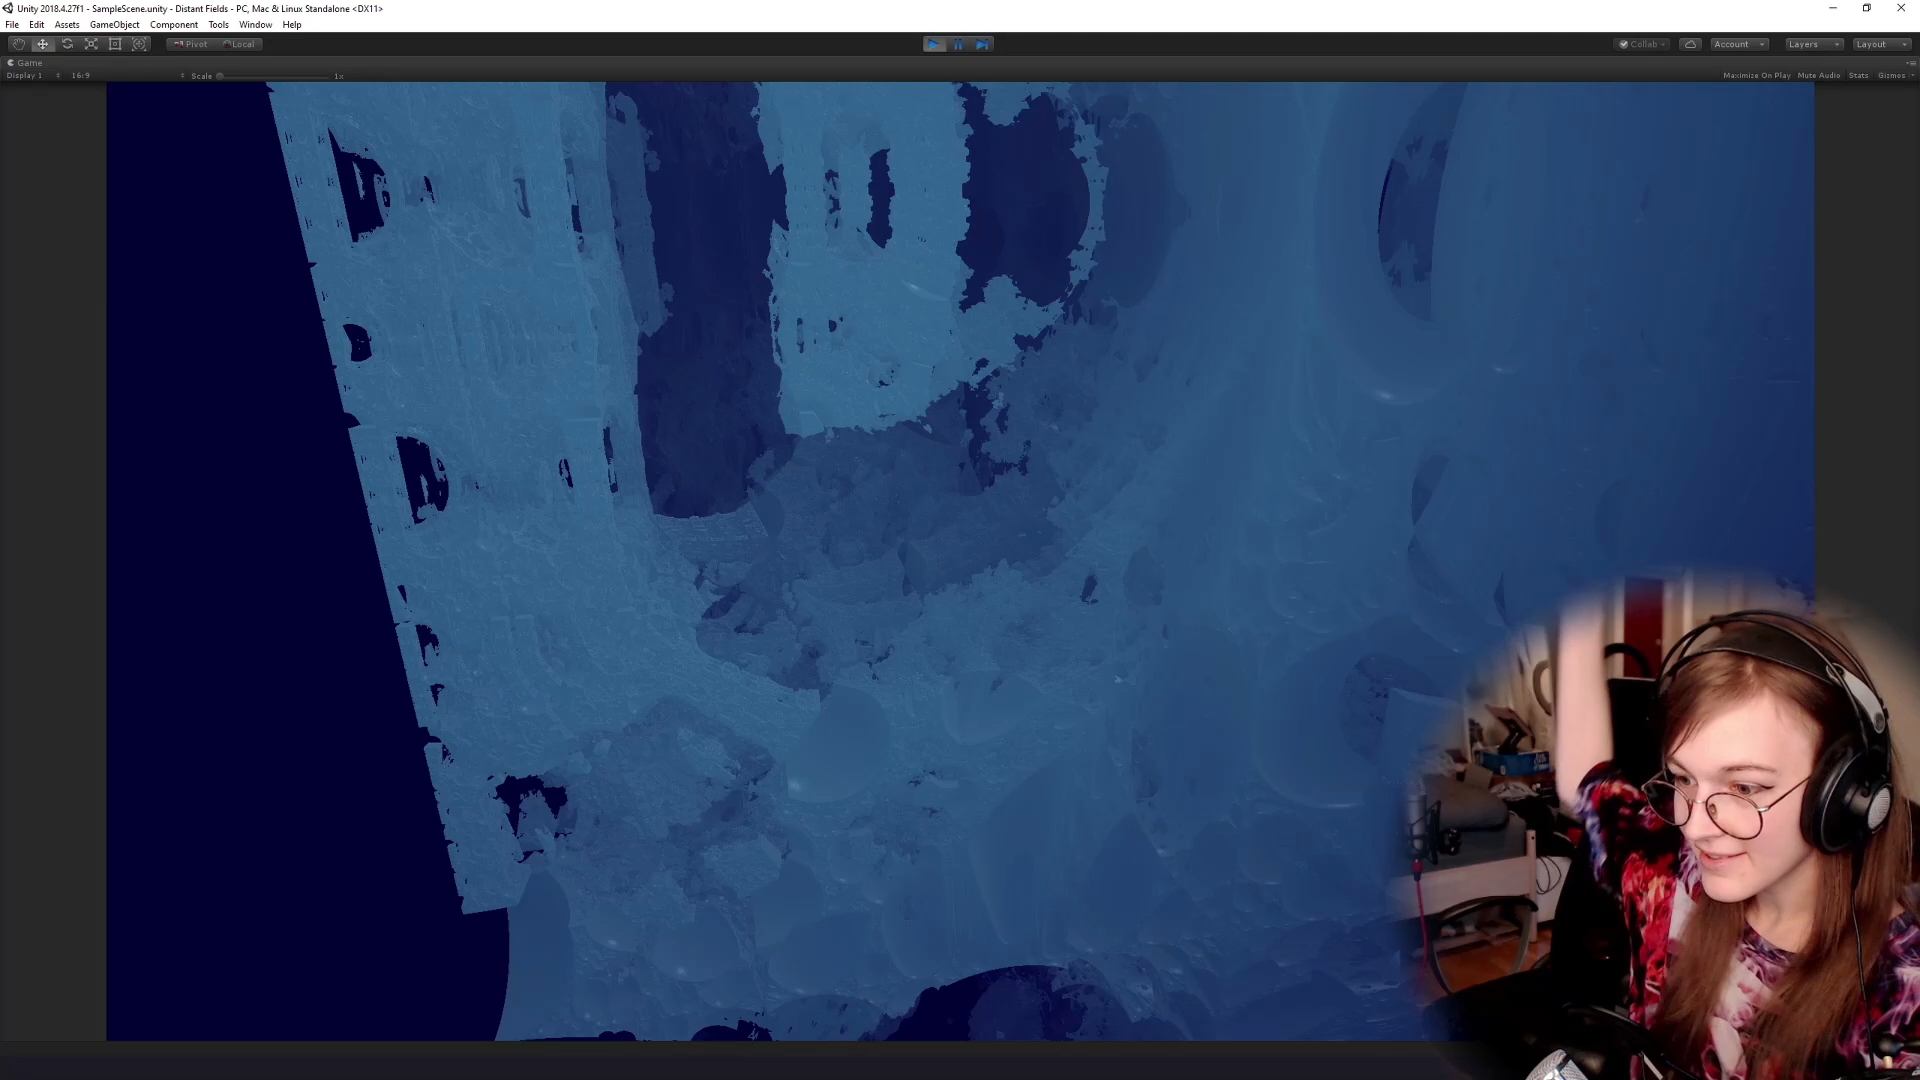 Unity 2018.4.27f1 - SampleScene.unity - Distant Fields - PC, Mac & Linux Standalone <DX11>
File Edit Assets GameObject Component Tools Window Help
Pivot Local Collab Account Layers Layout
Game
Display 1 16:9 Scale 1x Maximize On Play Mute Audio Stats Gizmos